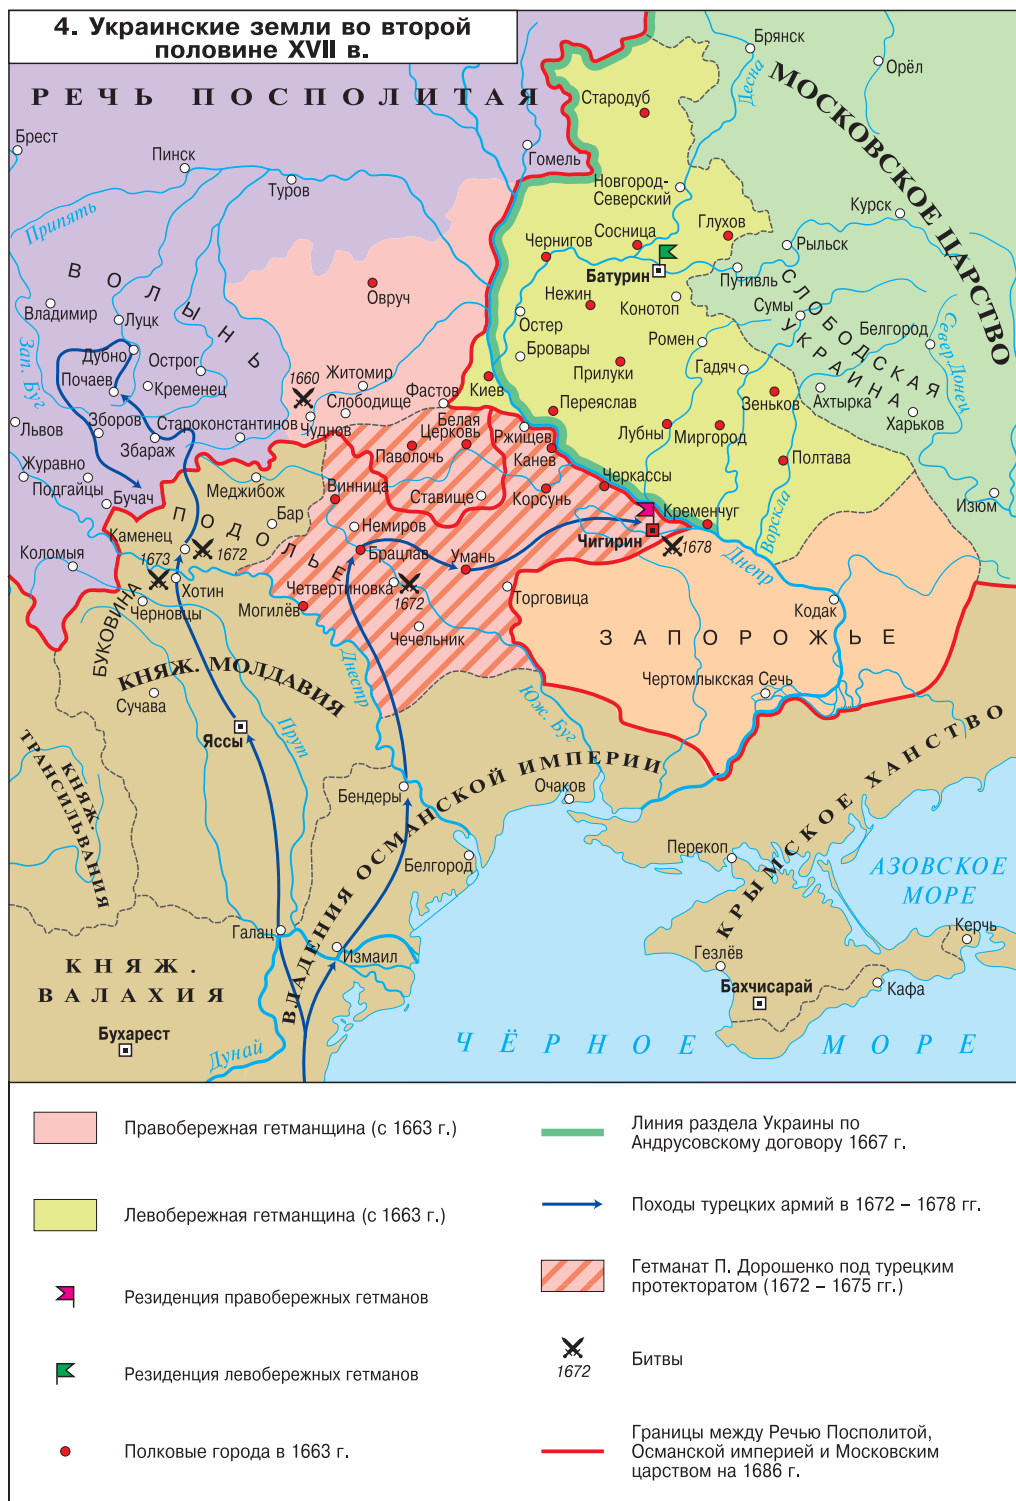 4. Украинские земли во второй
половине XVII в.
РЕЧЬ ПОСПОЛИТАЯ
МОСКОВСКОЕ ЦАРСТВО
Брянск
Орёл
Десна
Стародуб
Брест
Пинск
Туров
Гомель
Припять
Новгород-
Северский
Курск
Глухов
Сосница
Чернигов
Рыльск
Батурин
Путивль
СЛОБОДСКАЯ
УКРАИНА
ВОЛЫНЬ
Овруч
Нежин
Конотоп
Сумы
Владимир
Луцк
Остер
Белгород
Север. Донец
Зап. Буг
Дубно
Острог
Бровары
Ромен
Почаев
Кременец
Житомир
Прилуки
Гадяч
1660
Слободище
Фастов
Киев
Переяслав
Зеньков
Ахтырка
Харьков
Львов
Зборов
Староконстантинов
Чуднов
Белая
Церковь
Ржищев
Лубны
Миргород
Збараж
Паволочь
Канев
Полтава
Журавно
Подгайцы
Меджибож
Винница
Ставище
Корсунь
Черкассы
Бучач
Изюм
ПОДОЛЬЕ
Бар
Немиров
Кременчуг
Ворскла
Каменец
1672
Брацлав
Умань
Чигирин
1678
Днепр
Коломыя
1673
Хотин
Четвертиновка
1672
Торговица
Кодак
БУКОВИНА
Черновцы
Могилёв
Чечельник
ЗАПОРОЖЬЕ
КНЯЖ. МОЛДАВИЯ
Днестр
Чертомлыкская Сечь
Сучава
Юж. Буг
Яссы
Прут
КНЯЖ.
ТРАНСИЛЬВАНИЯ
Бендеры
Очаков
ВЛАДЕНИЯ ОСМАНСКОЙ ИМПЕРИИ
КРЫМСКОЕ ХАНСТВО
Белгород
Перекоп
АЗОВСКОЕ
МОРЕ
Галац
Измаил
Керчь
КНЯЖ.
ВАЛАХИЯ
Гезлёв
Бахчисарай
Кафа
Бухарест
Дунай
ЧЁРНОЕ МОРЕ
Правобережная гетманщина (с 1663 г.)
Левобережная гетманщина (с 1663 г.)
Резиденция правобережных гетманов
Резиденция левобережных гетманов
Полковые города в 1663 г.
Линия раздела Украины по
Андрусовскому договору 1667 г.
Походы турецких армий в 1672 – 1678 гг.
Гетманат П. Дорошенко под турецким
протекторатом (1672 – 1675 гг.)
1672
Битвы
Границы между Речью Посполитой,
Османской империей и Московским
царством на 1686 г.